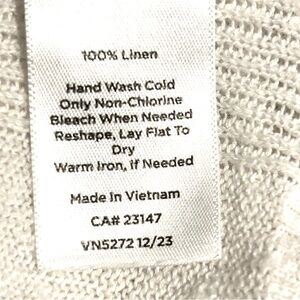 100% Linen
Hand Wash Cold
Only Non-Chlorine
Bleach When Needed
Reshape, Lay Flat To
Dry
Warm Iron, if Needed
Made In Vietnam
CA# 23147
VN5272 12/23